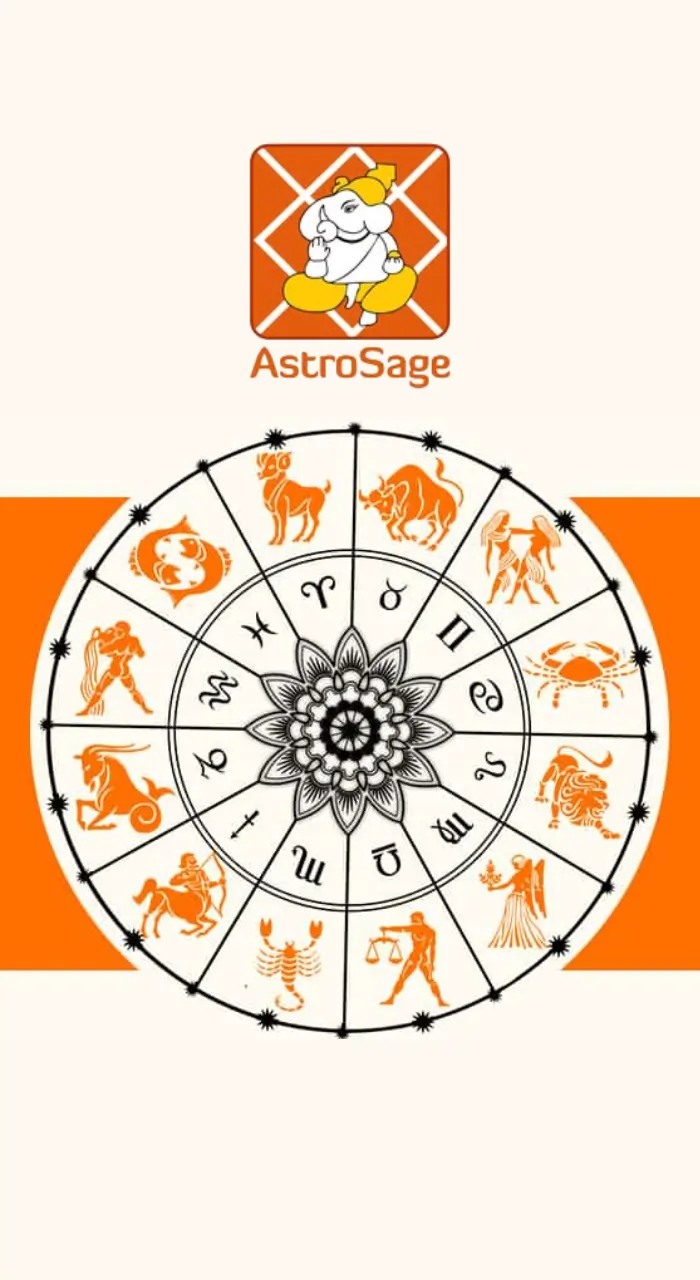 AstroSage
♈ ♉ ♊ ♋ ♌ ♍ ♎ ♏ ♐ ♑ ♒ ♓